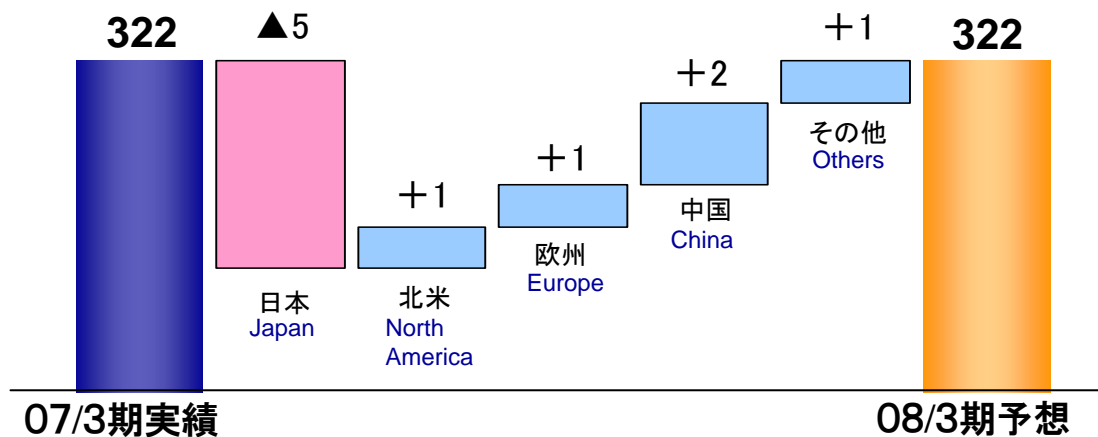 322
▲5
＋1
＋1
＋2
＋1
322
日本
Japan
北米
North
America
欧州
Europe
中国
China
その他
Others
07/3期実績
08/3期予想